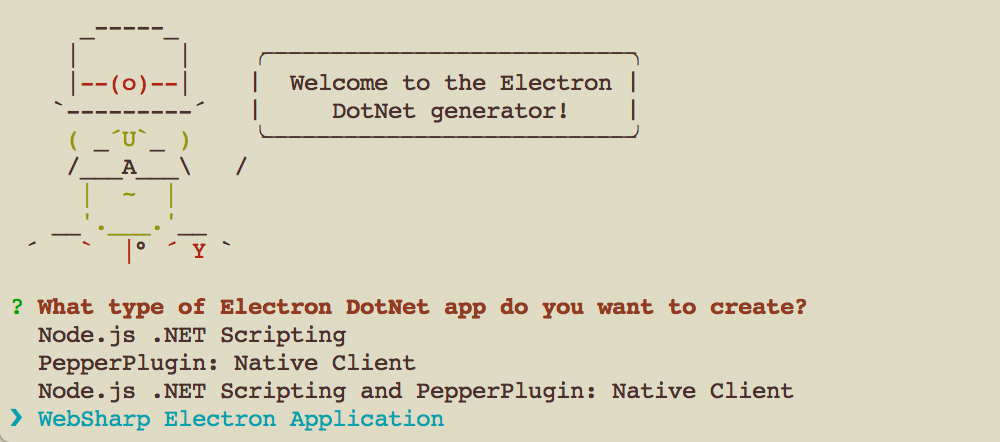 Welcome to the Electron
DotNet generator!
? What type of Electron DotNet app do you want to create?
Node.js .NET Scripting
PepperPlugin: Native Client
Node.js .NET Scripting and PepperPlugin: Native Client
❯ WebSharp Electron Application